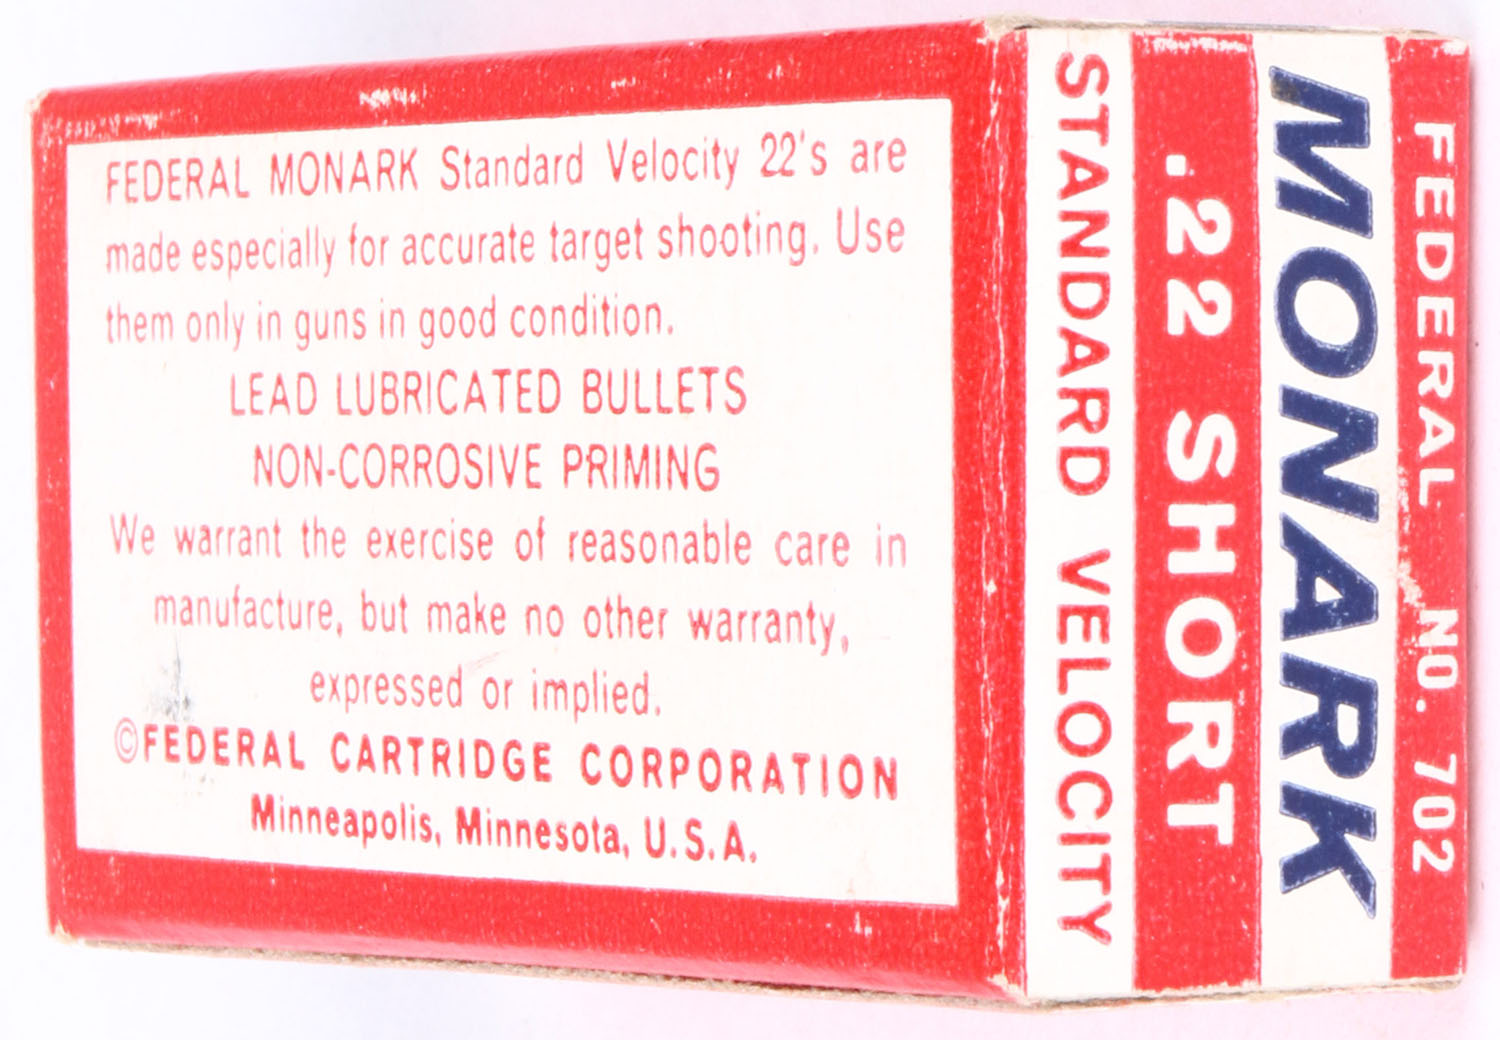 FEDERAL MONARK Standard Velocity 22's are
made especially for accurate target shooting. Use
them only in guns in good condition.
LEAD LUBRICATED BULLETS
NON-CORROSIVE PRIMING
We warrant the exercise of reasonable care in
manufacture, but make no other warranty,
expressed or implied.
©FEDERAL CARTRIDGE CORPORATION
Minneapolis, Minnesota, U.S.A.
FEDERAL NO. 702
MONARK
.22 SHORT
STANDARD VELOCITY